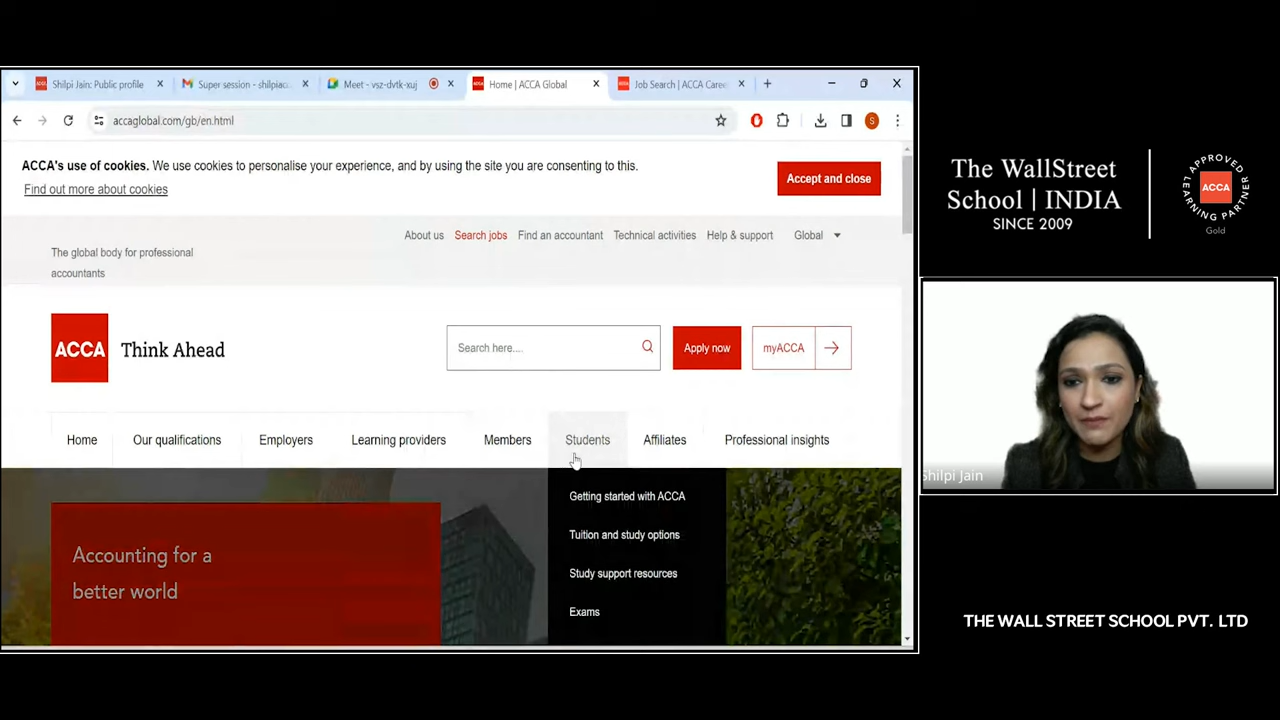 Shilpi Jain: Public profile
Super session - shilpiac
Meet - vsz-dvtk-xuj
Home | ACCA Global
Job Search | ACCA Caree
accaglobal.com/gb/en.html
S
ACCA's use of cookies. We use cookies to personalise your experience, and by using the site you are consenting to this.
Find out more about cookies
Accept and close
About us
Search jobs
Find an accountant
Technical activities
Help & support
Global
The global body for professional
accountants
ACCA
Think Ahead
Search here....
Apply now
myACCA
Home
Our qualifications
Employers
Learning providers
Members
Students
Affiliates
Professional insights
Getting started with ACCA
Tuition and study options
Study support resources
Exams
Accounting for a
better world
The WallStreet
School | INDIA
SINCE 2009
APPROVED
LEARNING PARTNER
ACCA
Gold
Shilpi Jain
THE WALL STREET SCHOOL PVT. LTD